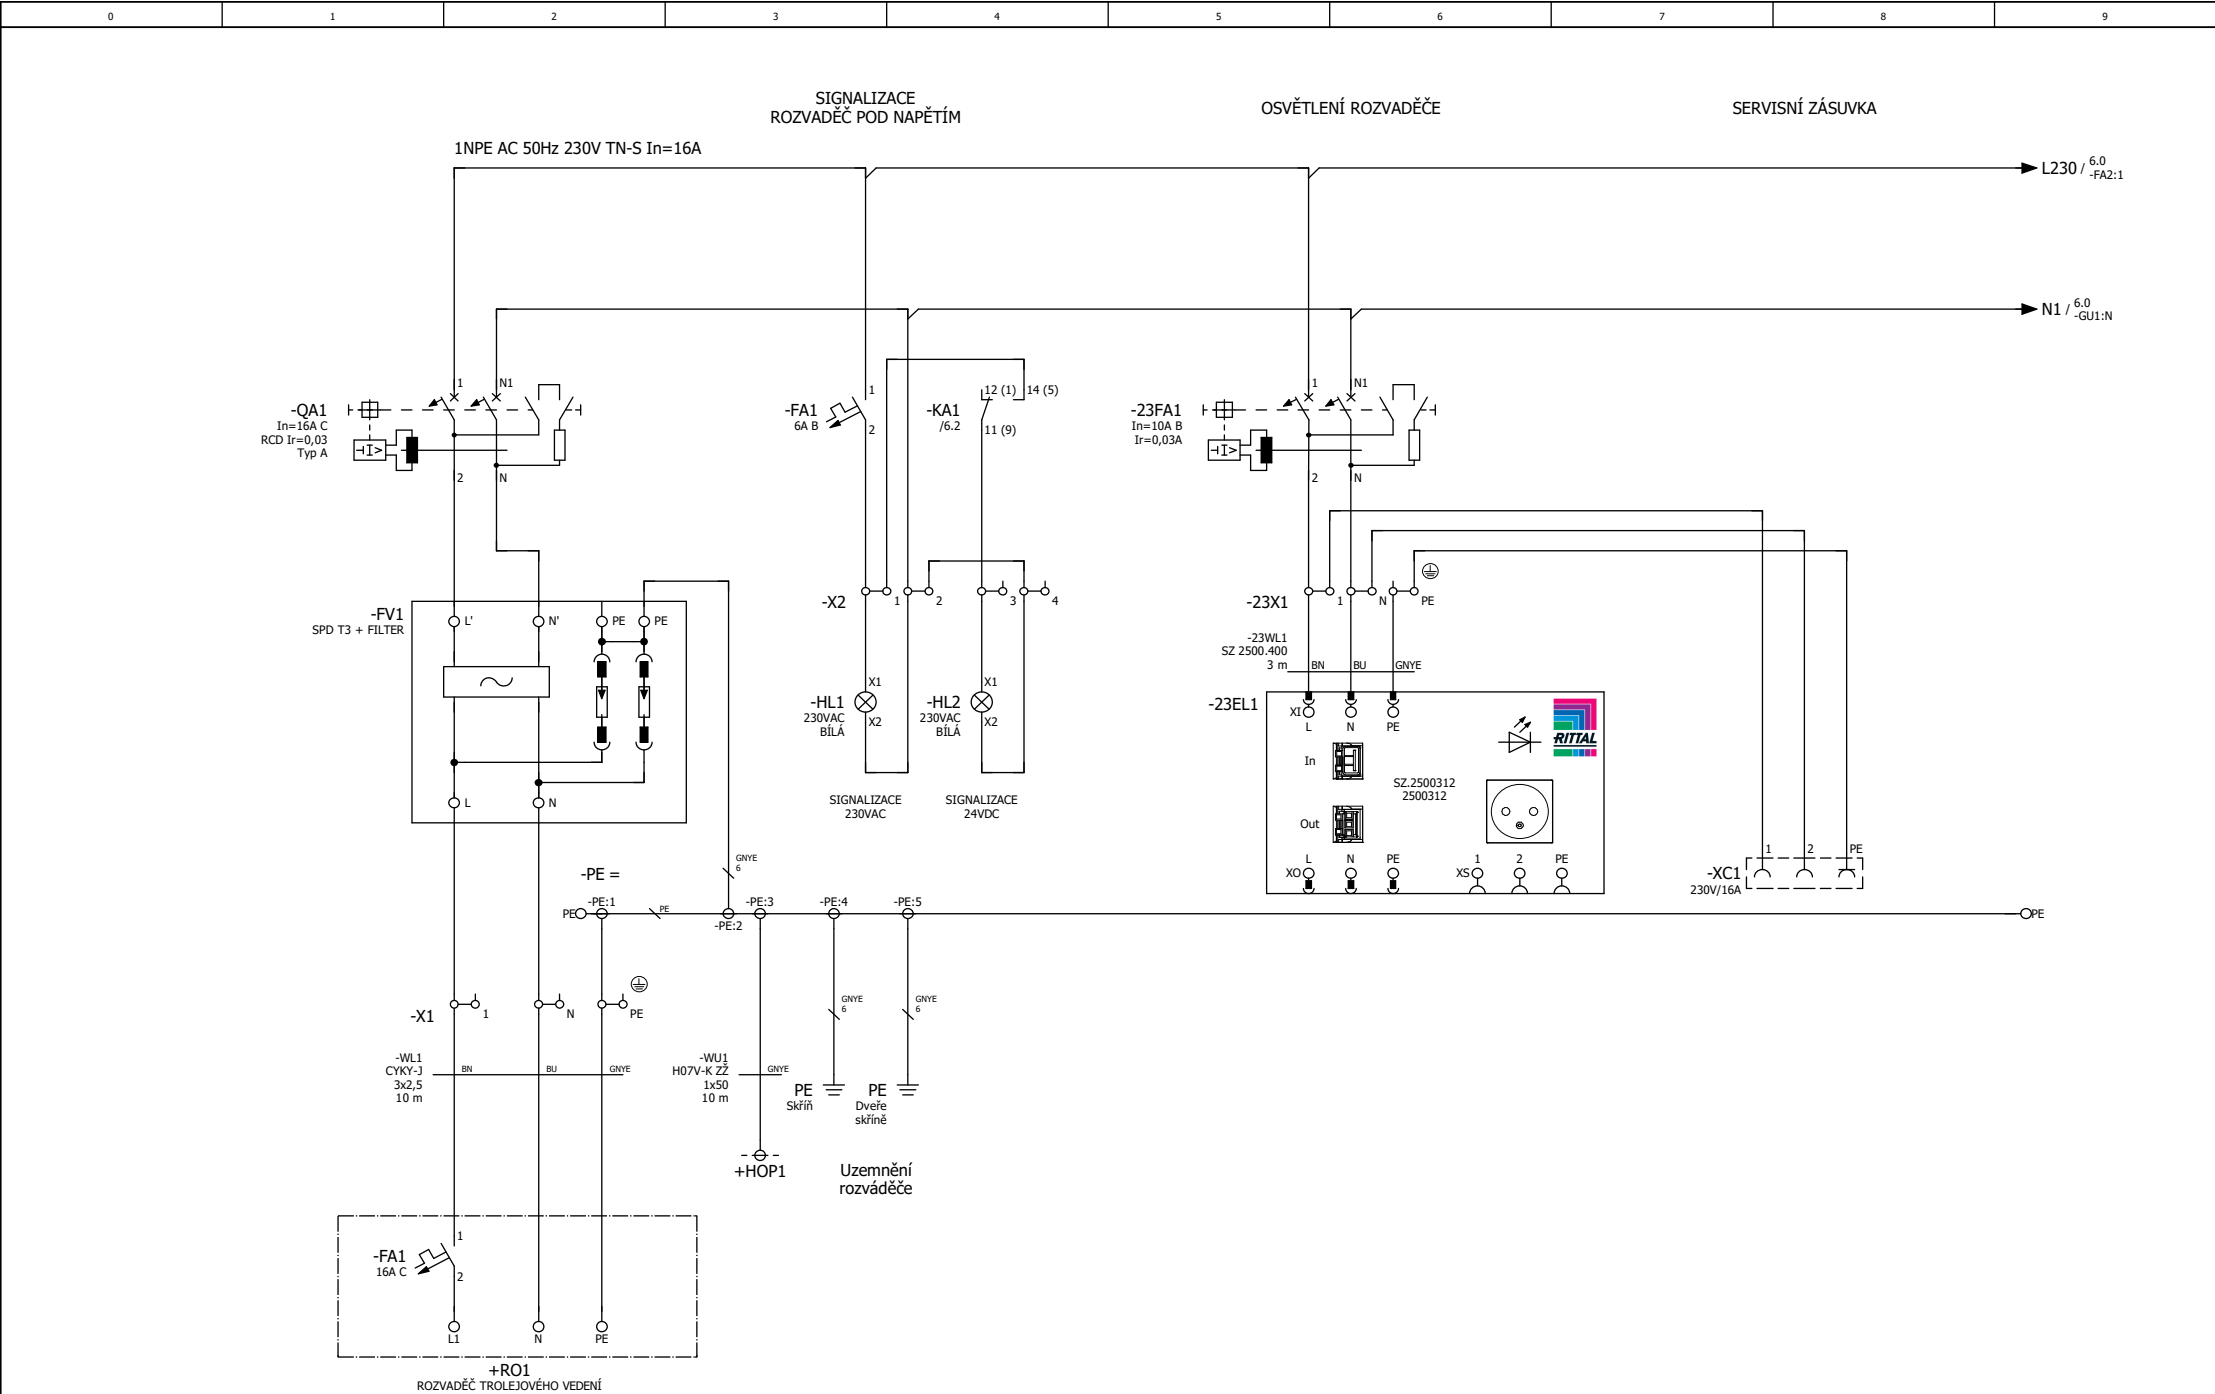 0 1 2 3 4 5 6 7 8 9
SIGNALIZACE
ROZVADĚČ POD NAPĚTÍM
OSVĚTLENÍ ROZVADĚČE
SERVISNÍ ZÁSUVKA
1NPE AC 50Hz 230V TN-S In=16A
L230 / 6.0
-FA2:1
N1 / 6.0
-GU1:N
-QA1
In=16A C
RCD Ir=0,03
Typ A
1
N1
2
N
I>
-FA1
6A B
1
2
-KA1
/6.2
12 (1)
14 (5)
11 (9)
-23FA1
In=10A B
Ir=0,03A
1
N1
2
N
I>
-FV1
SPD T3 + FILTER
L'
N'
PE
PE
L
N
-X2
1
2
3
4
-HL1
230VAC
BÍLÁ
X1
X2
-HL2
230VAC
BÍLÁ
X1
X2
SIGNALIZACE
230VAC
SIGNALIZACE
24VDC
-23X1
1
N
PE
-23WL1
SZ 2500.400
3 m
BN
BU
GNYE
-23EL1
XI
L
N
PE
RITTAL
In
SZ.2500312
2500312
Out
L
N
PE
1
2
PE
XO
XS
-XC1
230V/16A
1
2
PE
GNYE
6
-PE =
PE
-PE:1
PE
-PE:2
-PE:3
-PE:4
-PE:5
PE
-X1
1
N
PE
GNYE
6
GNYE
6
-WL1
CYKY-J
3x2,5
10 m
BN
BU
GNYE
-WU1
H07V-K ZŽ
1x50
10 m
GNYE
PE
Skříň
PE
Dveře
skříně
+HOP1
Uzemnění
rozváděče
-FA1
16A C
1
2
L1
N
PE
+RO1
ROZVADĚČ TROLEJOVÉHO VEDENÍ